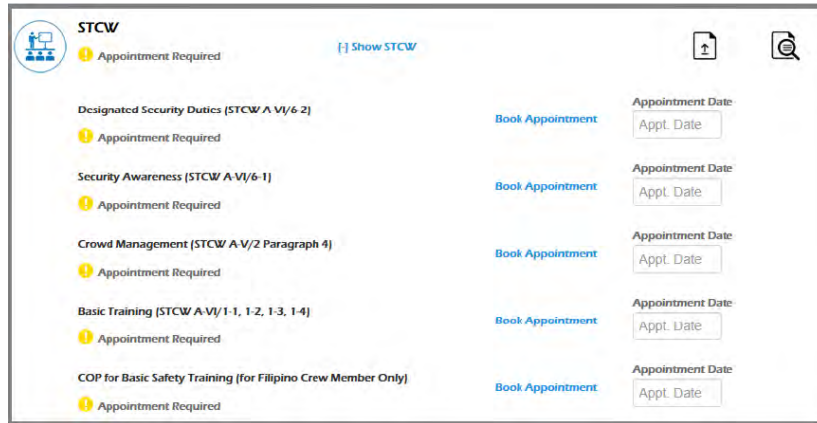 STCW
Appointment Required
[-] Show STCW
Designated Security Duties (STCW A-VI/6-2)
Appointment Required
Book Appointment
Appointment Date
Appt. Date
Security Awareness (STCW A-VI/6-1)
Appointment Required
Book Appointment
Appointment Date
Appt. Date
Crowd Management (STCW A-V/2 Paragraph 4)
Appointment Required
Book Appointment
Appointment Date
Appt. Date
Basic Training (STCW A-VI/1-1, 1-2, 1-3, 1-4)
Appointment Required
Book Appointment
Appointment Date
Appt. Date
COP for Basic Safety Training (for Filipino Crew Member Only)
Appointment Required
Book Appointment
Appointment Date
Appt. Date